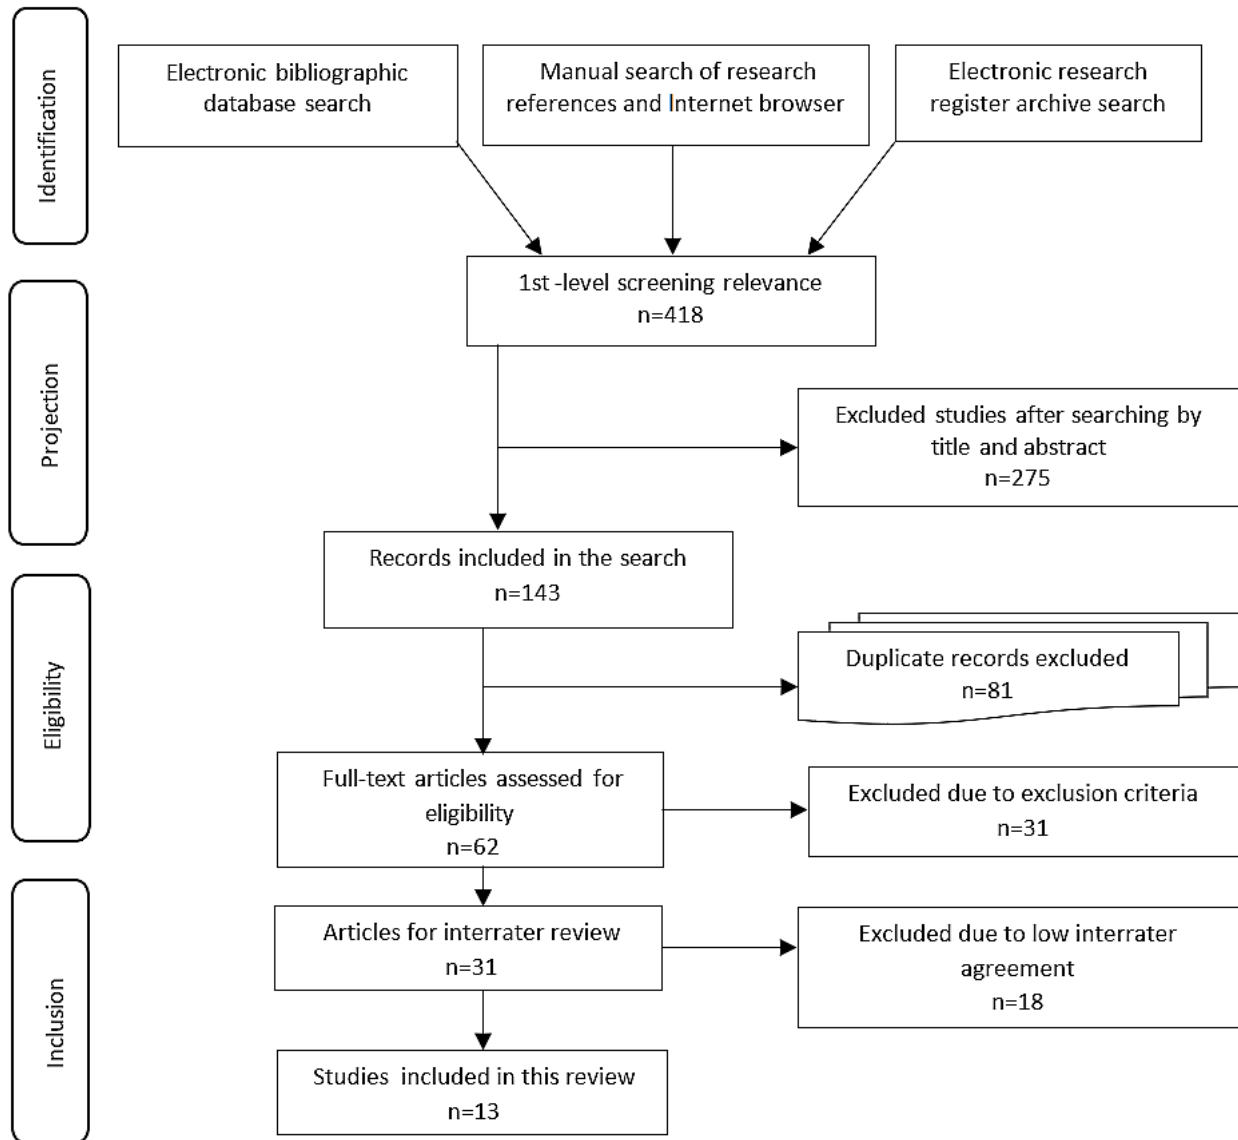 Identification
Electronic bibliographic
database search
Manual search of research
references and Internet browser
Electronic research
register archive search
1st -level screening relevance
n=418
Projection
Excluded studies after searching by
title and abstract
n=275
Records included in the search
n=143
Eligibility
Duplicate records excluded
n=81
Full-text articles assessed for
eligibility
n=62
Excluded due to exclusion criteria
n=31
Inclusion
Articles for interrater review
n=31
Excluded due to low interrater
agreement
n=18
Studies included in this review
n=13